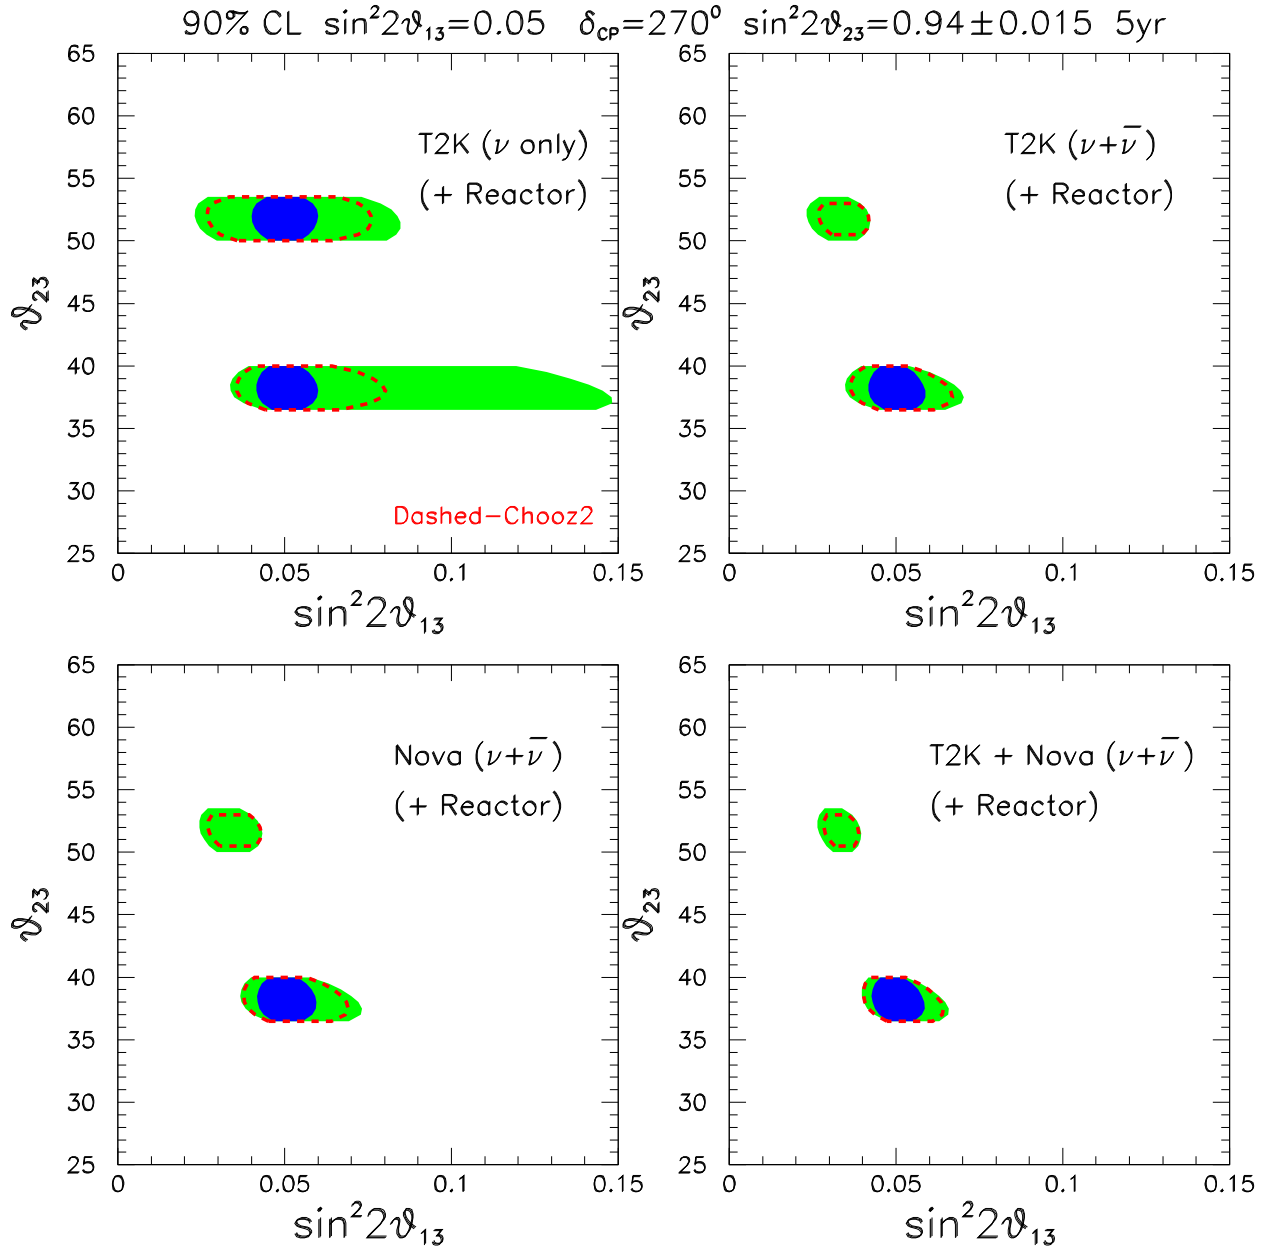 90% CL sin²2ϑ₁₃=0.05 δ_CP=270⁰ sin²2ϑ₂₃=0.94±0.015 5yr
65
60
55
50
45
40
35
30
25
ϑ₂₃
T2K (ν only)
(+ Reactor)
Dashed-Chooz2
0 0.05 0.1 0.15
sin²2ϑ₁₃
65
60
55
50
45
40
35
30
25
ϑ₂₃
T2K (ν+ν̅)
(+ Reactor)
0 0.05 0.1 0.15
sin²2ϑ₁₃
65
60
55
50
45
40
35
30
25
ϑ₂₃
Nova (ν+ν̅)
(+ Reactor)
0 0.05 0.1 0.15
sin²2ϑ₁₃
65
60
55
50
45
40
35
30
25
ϑ₂₃
T2K + Nova (ν+ν̅)
(+ Reactor)
0 0.05 0.1 0.15
sin²2ϑ₁₃